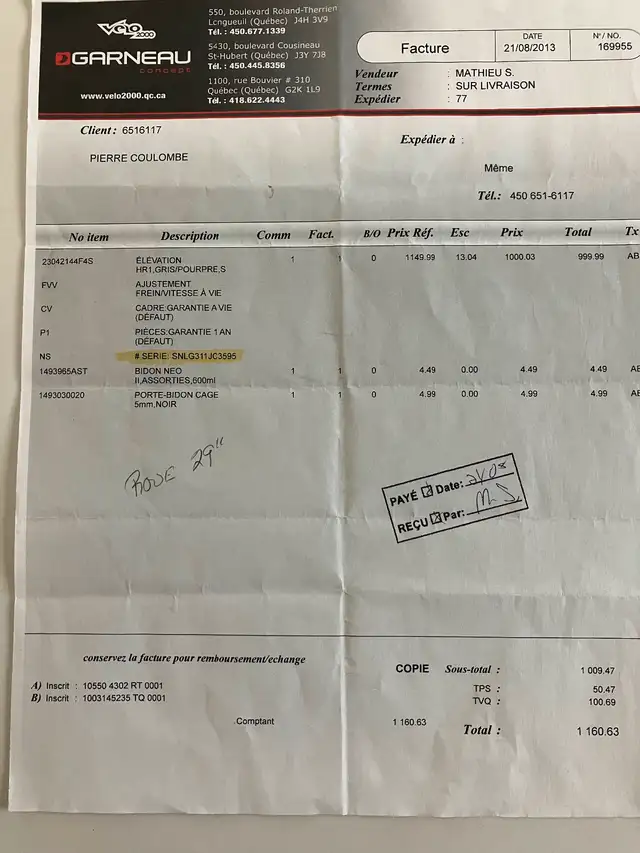 VéLo 2000
GARNEAU
concept
www.velo2000.qc.ca
550, boulevard Roland-Therrien
Longueuil (Québec) J4H 3V9
Tél. : 450.677.1339
5430, boulevard Cousineau
St-Hubert (Québec) J3Y 7J8
Tél. : 450.445.8356
1100, rue Bouvier # 310
Québec (Québec) G2K 1L9
Tél. : 418.622.4443
Facture
DATE
21/08/2013
N°/ NO.
169955
Vendeur : MATHIEU S.
Termes : SUR LIVRAISON
Expédier : 77
Client : 6516117
PIERRE COULOMBE
Expédier à :
Même
Tél.: 450 651-6117
No item Description Comm Fact. B/O Prix Réf. Esc Prix Total Tx
23042144F4S ÉLÉVATION 1 1 0 1149.99 13.04 1000.03 999.99 AB
HR1,GRIS/POURPRE,S
FVV AJUSTEMENT
FREIN/VITESSE À VIE
CV CADRE:GARANTIE A VIE
(DÉFAUT)
P1 PIÈCES:GARANTIE 1 AN
(DÉFAUT)
NS # SERIE: SNLG311JC3595
1493965AST BIDON NEO 1 1 0 4.49 0.00 4.49 4.49 AB
II,ASSORTIES,600ml
1493030020 PORTE-BIDON CAGE 1 1 0 4.99 0.00 4.99 4.99 AB
5mm,NOIR
ROUE 29"
PAYÉ Date: 21/08
REÇU Par: M.S.
conservez la facture pour remboursement/echange
A) Inscrit : 10550 4302 RT 0001
B) Inscrit : 1003145235 TQ 0001
COPIE Sous-total : 1 009.47
TPS : 50.47
TVQ : 100.69
.Comptant 1 160.63
Total : 1 160.63